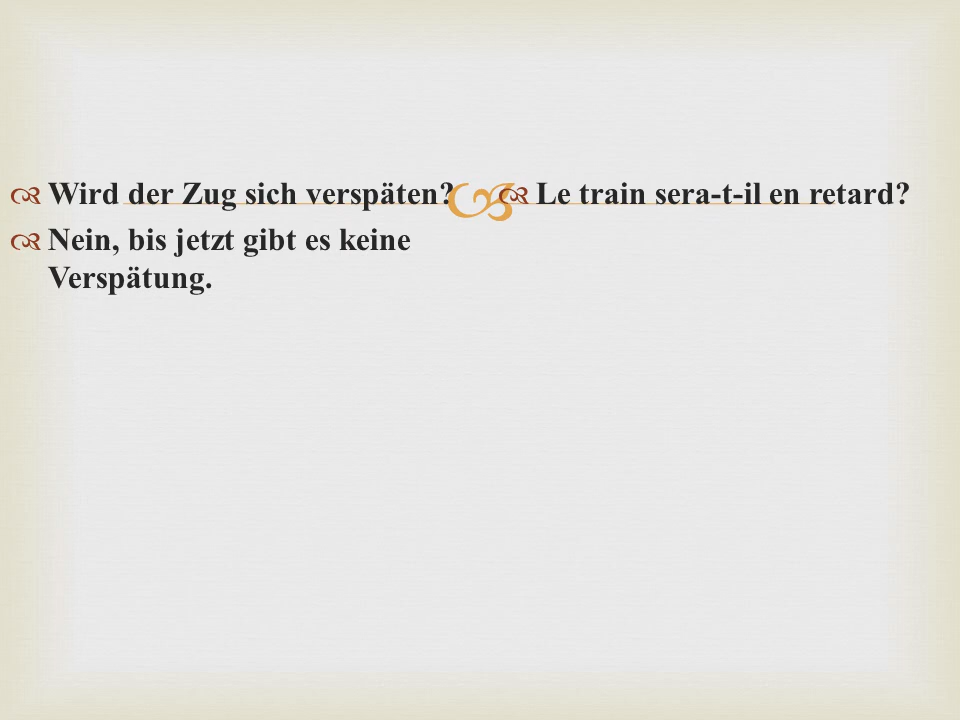 Wird der Zug sich verspäten?
Nein, bis jetzt gibt es keine
Verspätung.
Le train sera-t-il en retard?